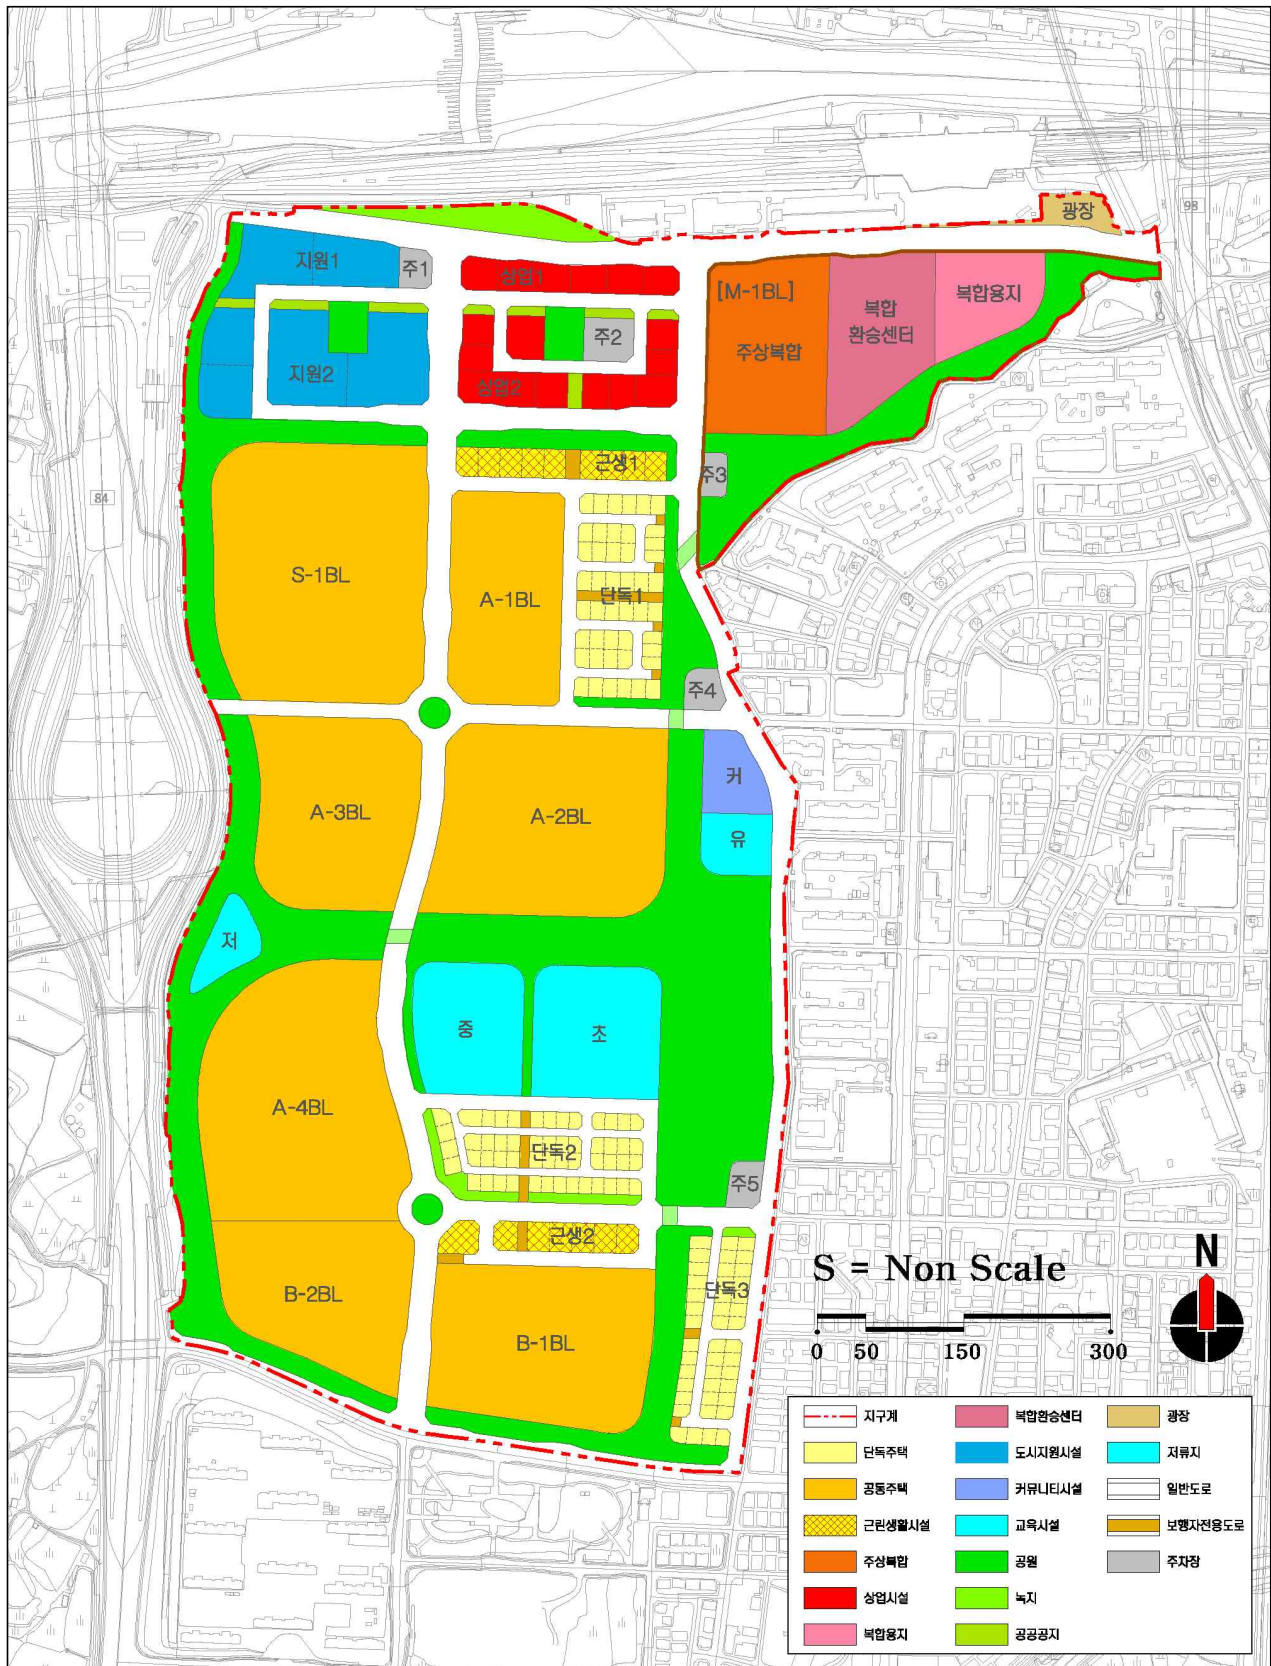 광장
98
지원1
주1
상업1
[M-1BL]
복합
환승센터
복합용지
주2
주상복합
지원2
상업2
근생1
주3
84
S-1BL
A-1BL
단독1
주4
커
A-3BL
A-2BL
유
저
중
초
A-4BL
단독2
주5
근생2
B-2BL
단독3
B-1BL
S = Non Scale
N
0 50 150 300
지구계 복합환승센터 광장
단독주택 도시지원시설 저류지
공동주택 커뮤니티시설 일반도로
근린생활시설 교육시설 보행자전용도로
주상복합 공원 주차장
상업시설 녹지
복합용지 공공공지